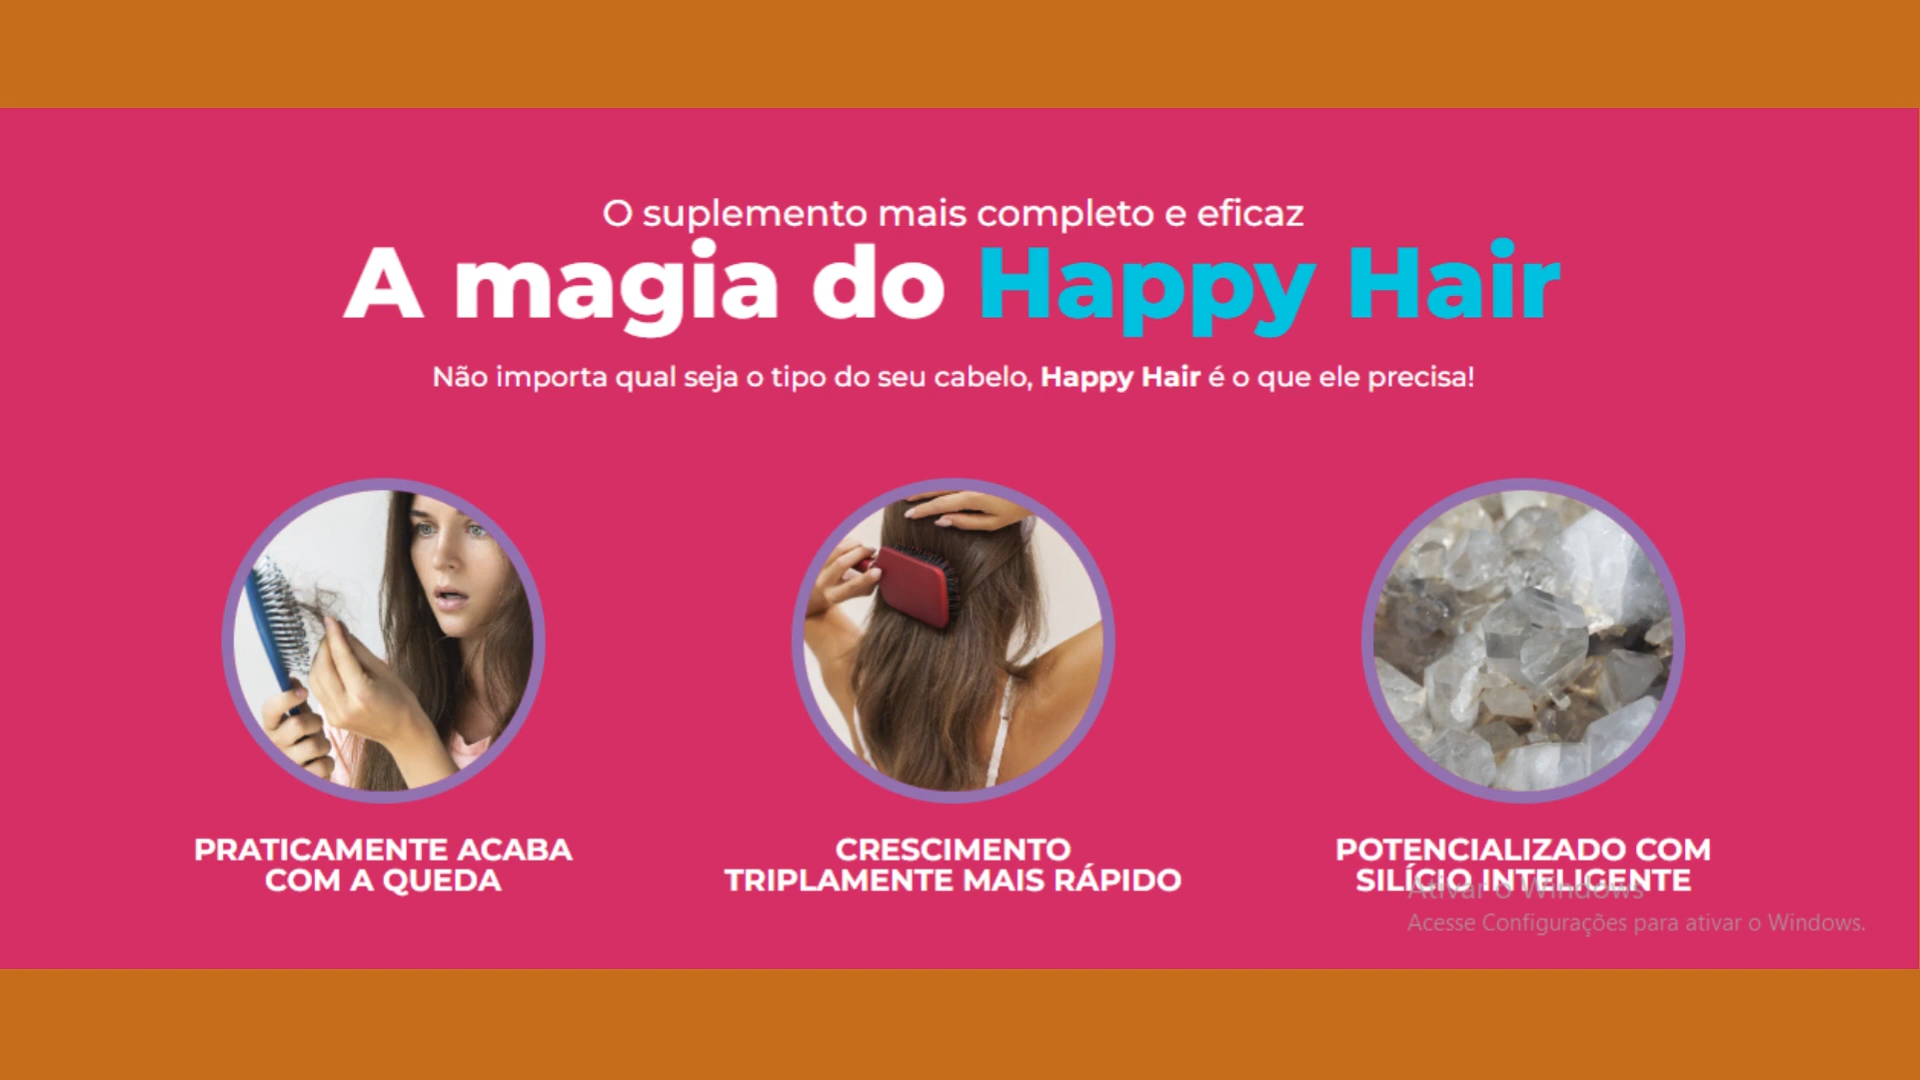 O suplemento mais completo e eficaz
A magia do Happy Hair
Não importa qual seja o tipo do seu cabelo, Happy Hair é o que ele precisa!
PRATICAMENTE ACABA
COM A QUEDA
CRESCIMENTO
TRIPLAMENTE MAIS RÁPIDO
POTENCIALIZADO COM
SILÍCIO INTELIGENTE
Ativar o Windows
Acesse Configurações para ativar o Windows.